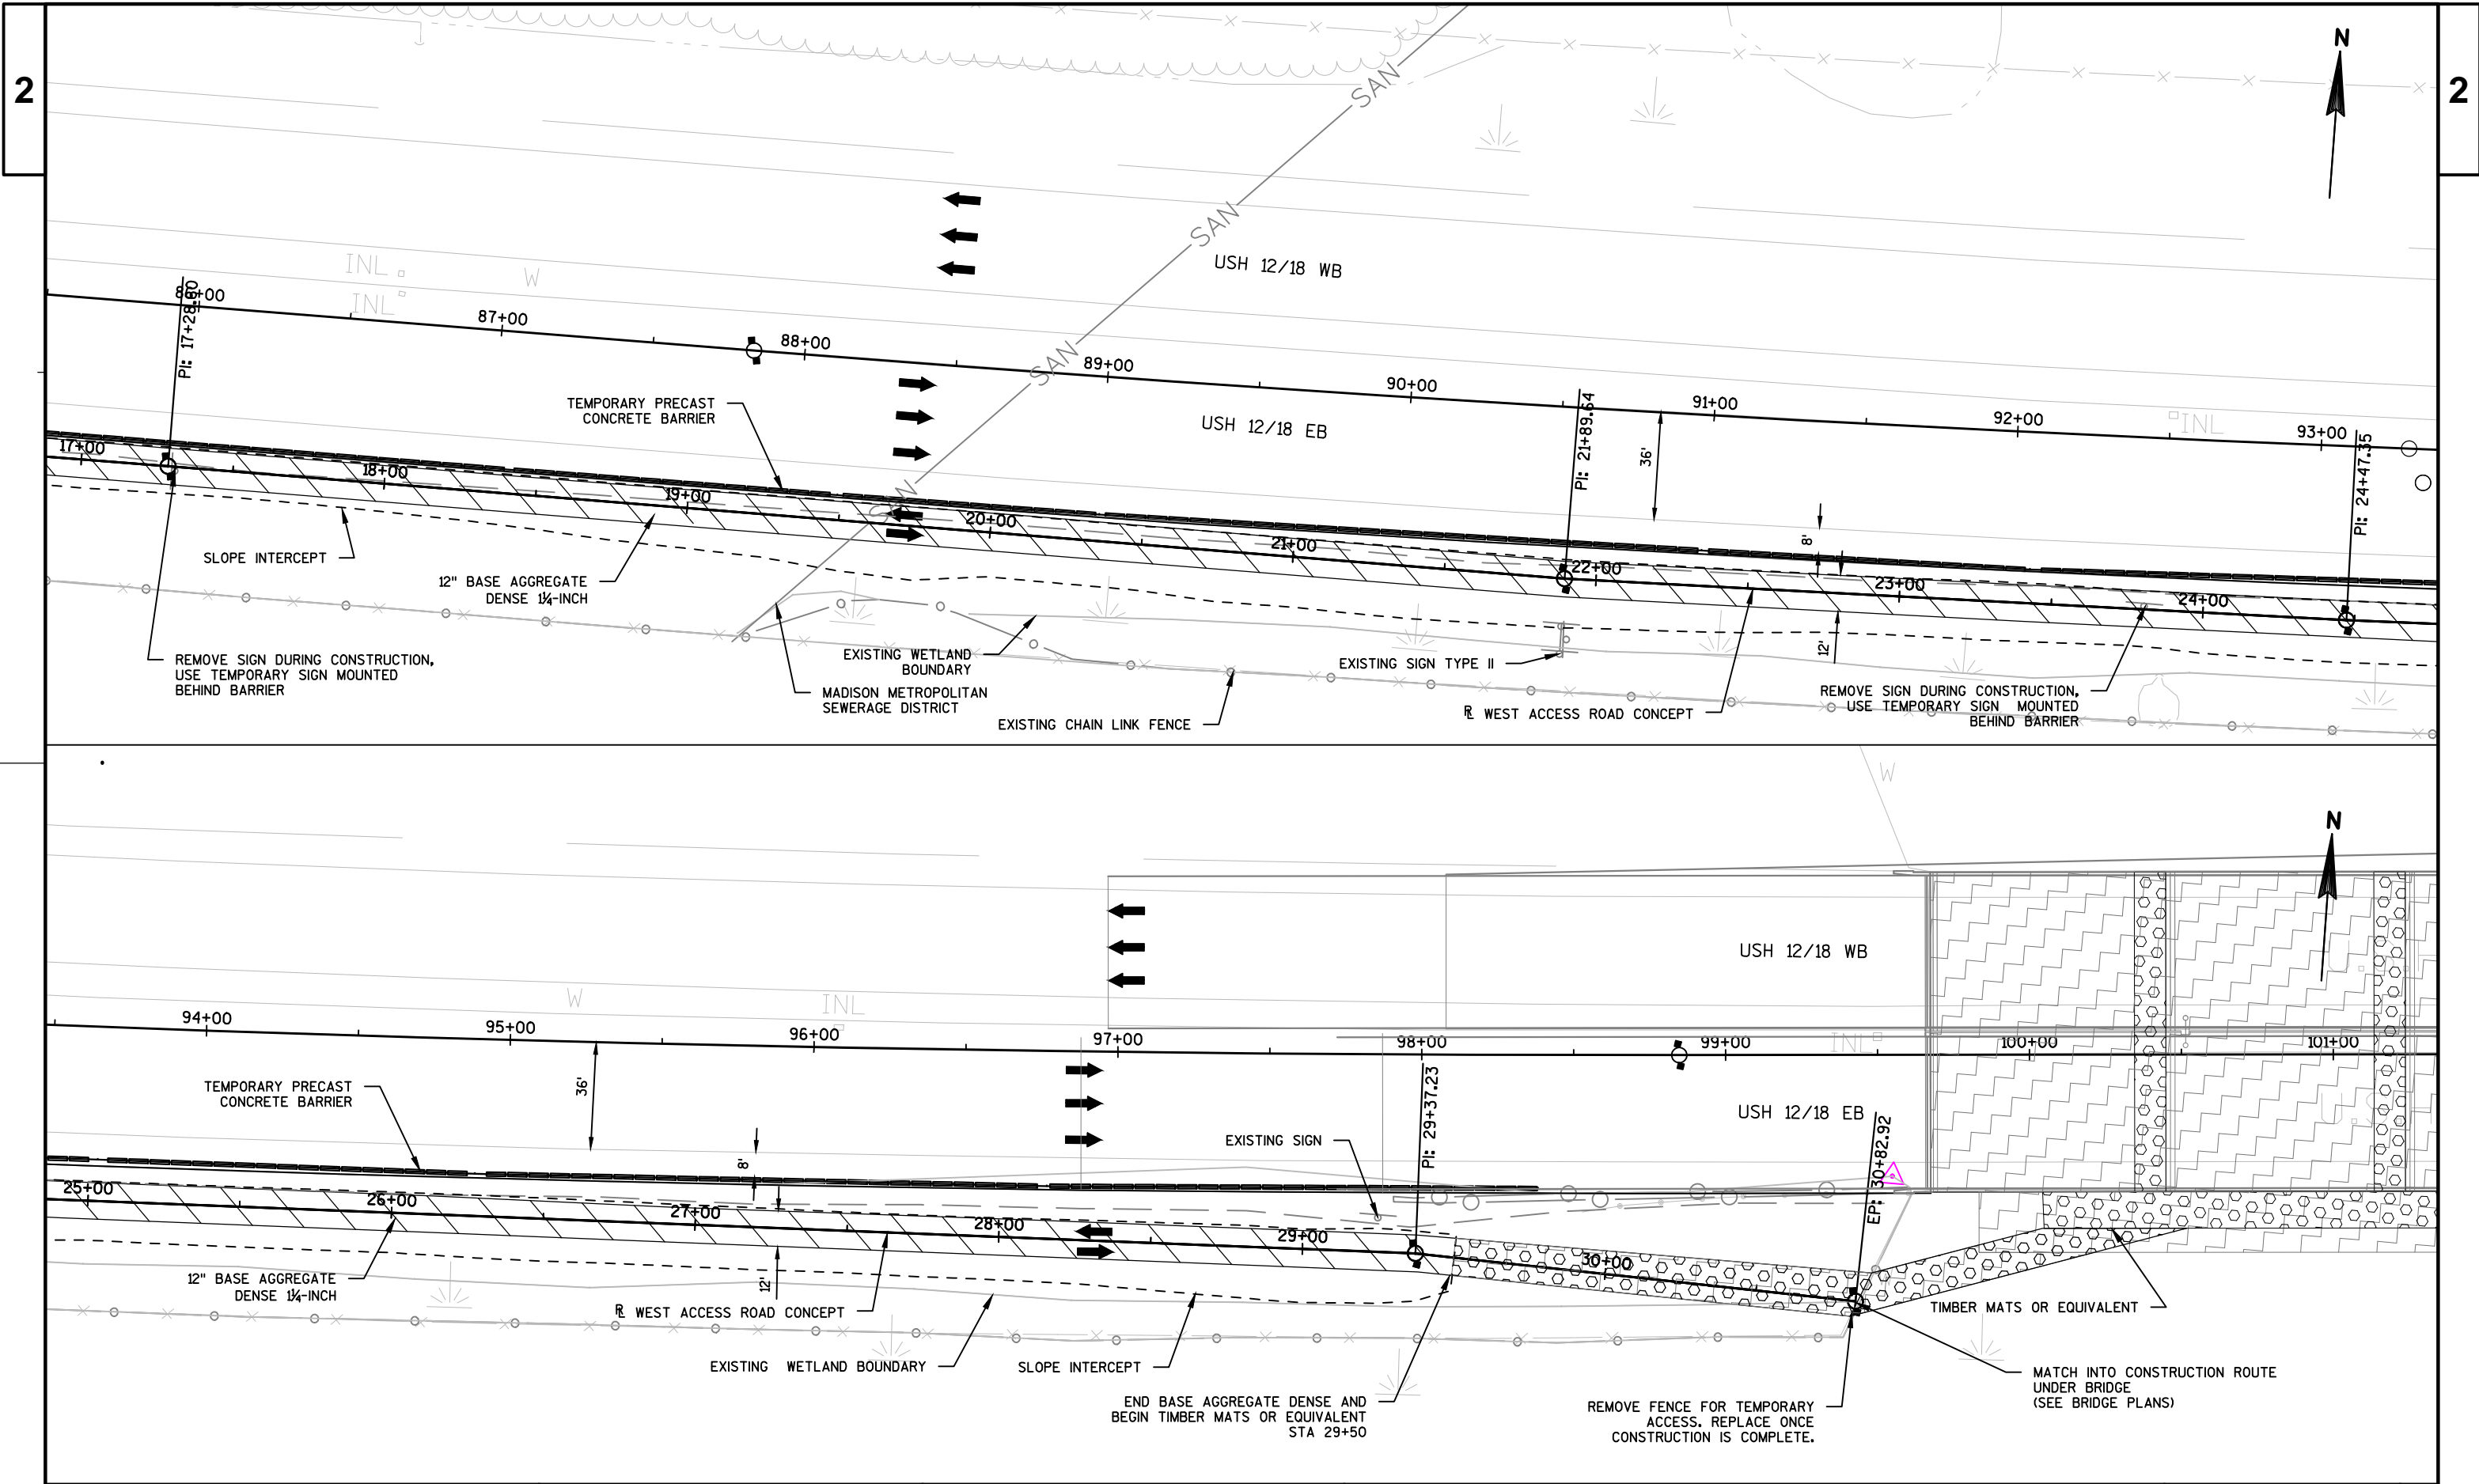 2
2
N
SAN
SAN
USH 12/18 WB
INL
W
INL
86+00
PI: 17+28.60
87+00
88+00
SAN
89+00
90+00
91+00
92+00
INL
93+00
TEMPORARY PRECAST
CONCRETE BARRIER
USH 12/18 EB
PI: 21+89.64
36'
PI: 24+47.35
17+00
18+00
19+00
SAN
20+00
21+00
8'
22+00
23+00
24+00
SLOPE INTERCEPT
12" BASE AGGREGATE
DENSE 1¼-INCH
REMOVE SIGN DURING CONSTRUCTION,
USE TEMPORARY SIGN MOUNTED
BEHIND BARRIER
EXISTING WETLAND
BOUNDARY
MADISON METROPOLITAN
SEWERAGE DISTRICT
EXISTING CHAIN LINK FENCE
EXISTING SIGN TYPE II
12'
RL WEST ACCESS ROAD CONCEPT
REMOVE SIGN DURING CONSTRUCTION,
USE TEMPORARY SIGN MOUNTED
BEHIND BARRIER
W
N
USH 12/18 WB
W
INL
94+00
95+00
96+00
97+00
98+00
99+00
INL
100+00
101+00
TEMPORARY PRECAST
CONCRETE BARRIER
36'
8'
EXISTING SIGN
PI: 29+37.23
USH 12/18 EB
EP: 30+82.92
25+00
26+00
27+00
28+00
29+00
30+00
12" BASE AGGREGATE
DENSE 1¼-INCH
12'
RL WEST ACCESS ROAD CONCEPT
TIMBER MATS OR EQUIVALENT
EXISTING WETLAND BOUNDARY
SLOPE INTERCEPT
END BASE AGGREGATE DENSE AND
BEGIN TIMBER MATS OR EQUIVALENT
STA 29+50
REMOVE FENCE FOR TEMPORARY
ACCESS. REPLACE ONCE
CONSTRUCTION IS COMPLETE.
MATCH INTO CONSTRUCTION ROUTE
UNDER BRIDGE
(SEE BRIDGE PLANS)